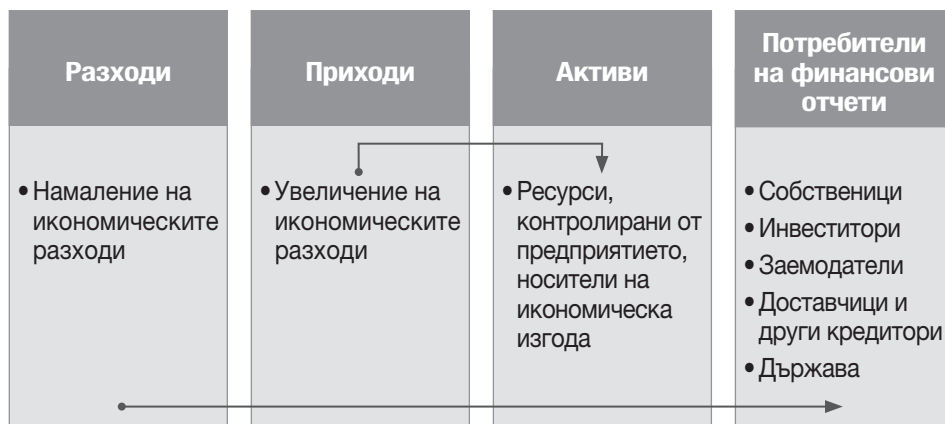 Разходи
• Намаление на
икономическите
разходи
Приходи
• Увеличение на
икономическите
разходи
Активи
• Ресурси,
контролирани от
предприятието,
носители на
икономическа
изгода
Потребители
на финансови
отчети
• Собственици
• Инвеститори
• Заемодатели
• Доставчици и
други кредитори
• Държава